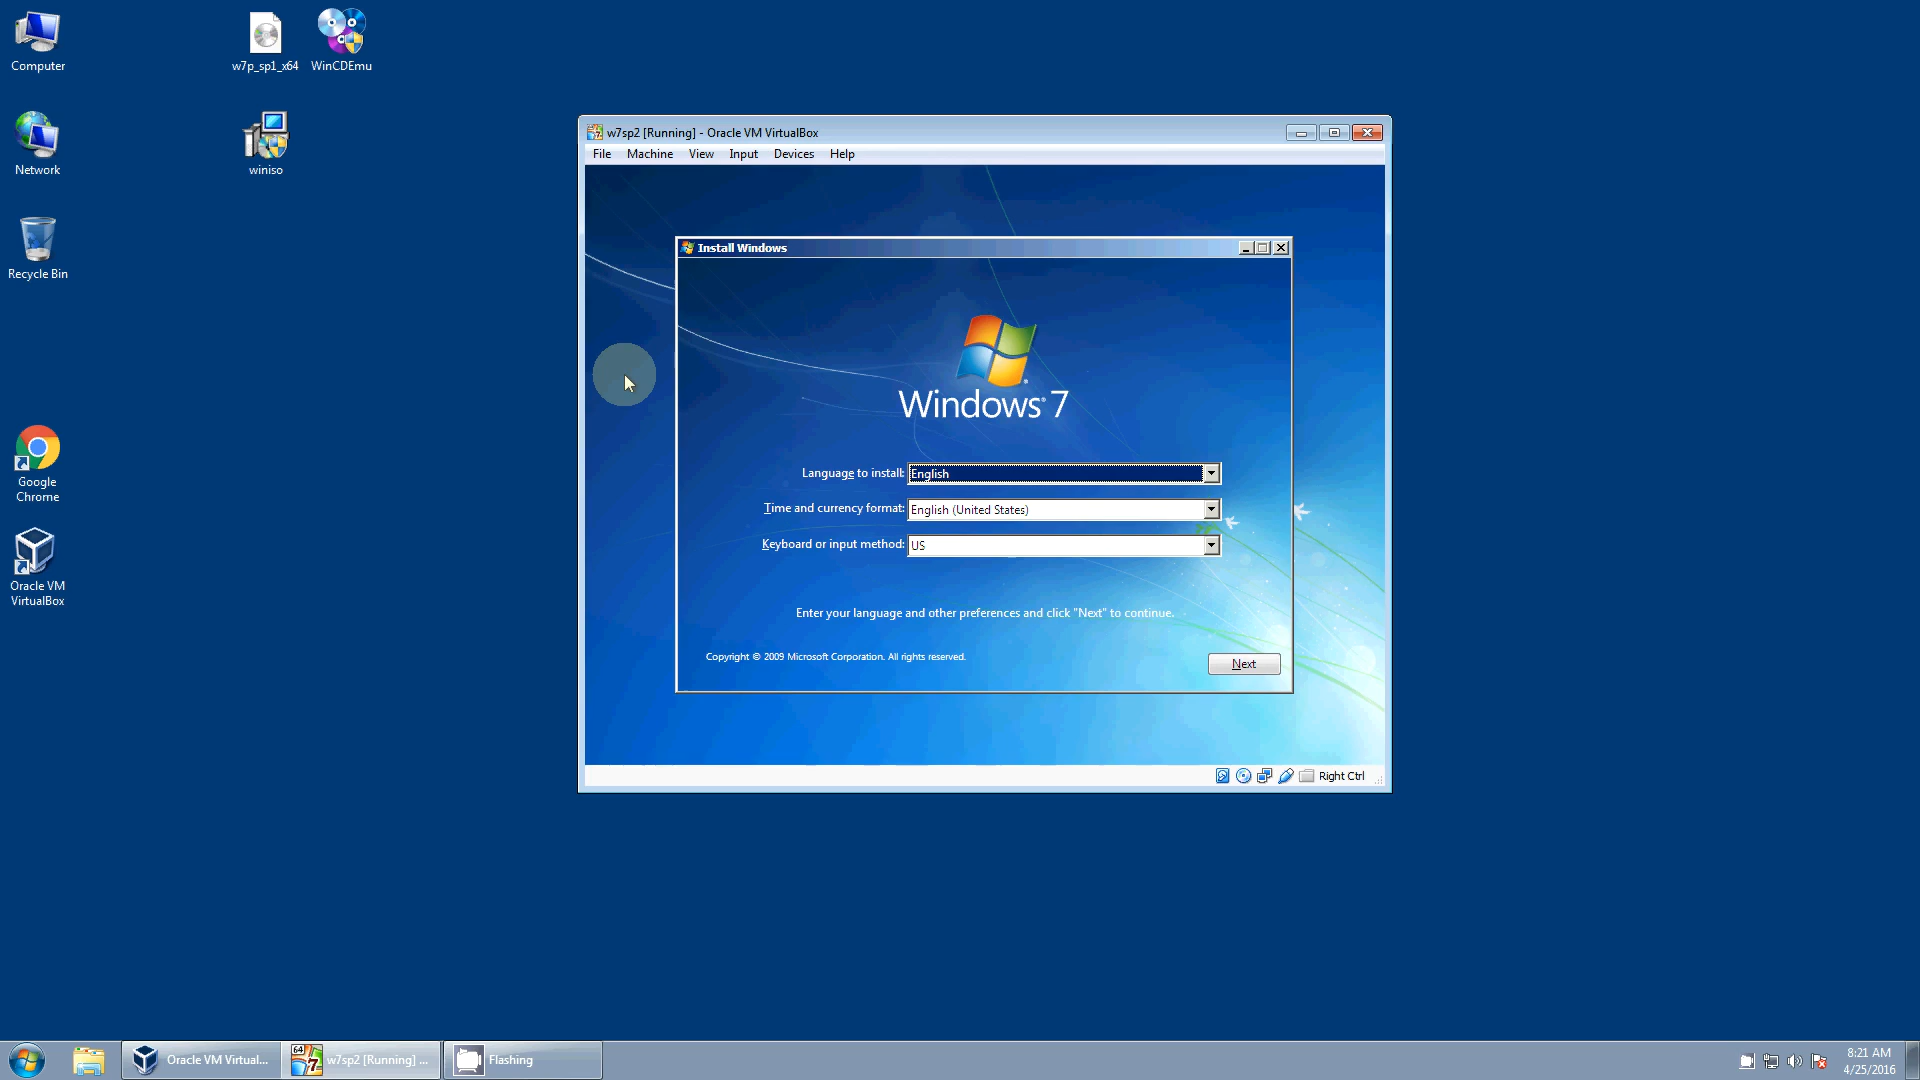 Computer
w7p_sp1_x64
WinCDEmu
Network
winiso
Recycle Bin
Google
Chrome
Oracle VM
VirtualBox
w7sp2 [Running] - Oracle VM VirtualBox
File Machine View Input Devices Help
Install Windows
Windows® 7
Language to install: English
Time and currency format: English (United States)
Keyboard or input method: US
Enter your language and other preferences and click "Next" to continue.
Copyright © 2009 Microsoft Corporation. All rights reserved.
Next
Right Ctrl
Oracle VM Virtual...
64
7
w7sp2 [Running] ...
Flashing
8:21 AM
4/25/2016